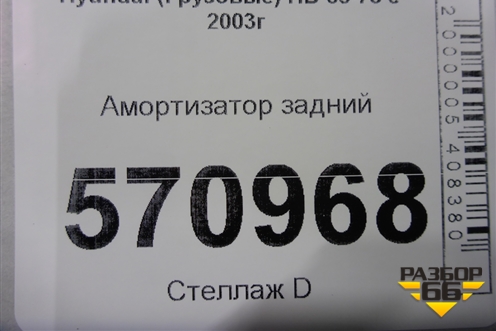 2003г
Амортизатор задний
570968
Стеллаж D
2000005408380
РАЗБОР
66